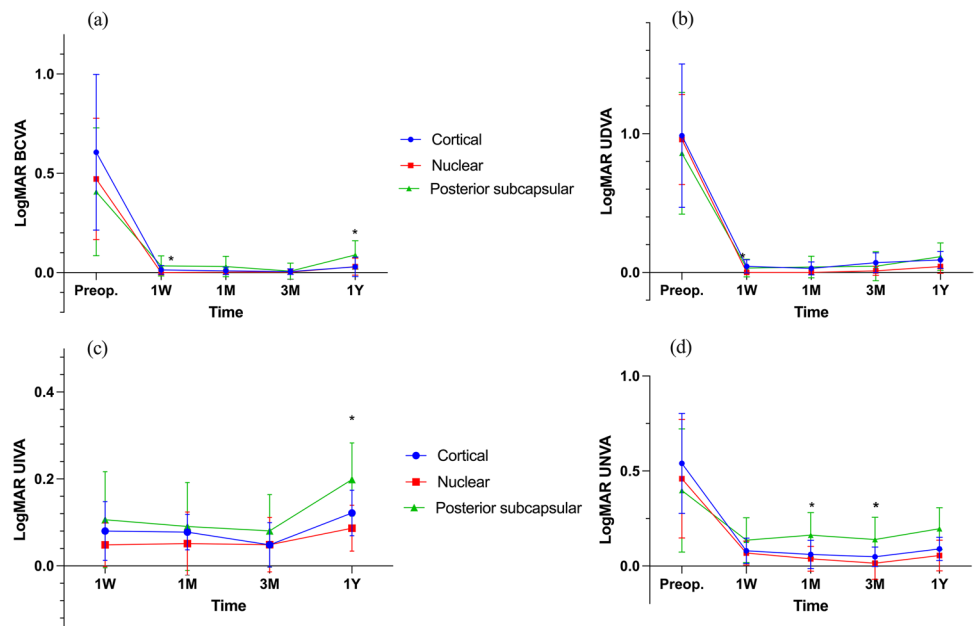 (a)
LogMAR BCVA
1.0
0.5
0.0
*
*
Preop. 1W 1M 3M 1Y
Time
Cortical
Nuclear
Posterior subcapsular
(b)
LogMAR UDVA
1.0
0.0
*
Preop. 1W 1M 3M 1Y
Time
(c)
LogMAR UIVA
0.4
0.2
0.0
*
1W 1M 3M 1Y
Time
Cortical
Nuclear
Posterior subcapsular
(d)
LogMAR UNVA
1.0
0.5
0.0
* *
Preop. 1W 1M 3M 1Y
Time